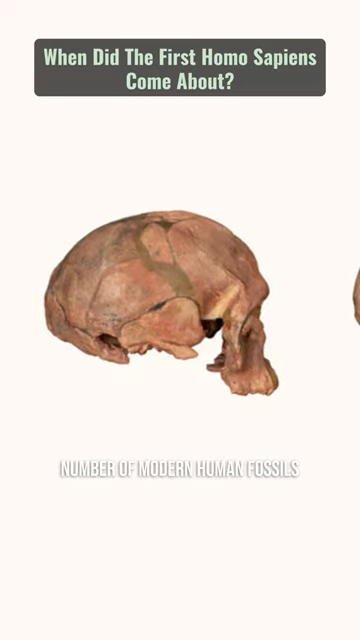 When Did The First Homo Sapiens
Come About?
NUMBER OF MODERN HUMAN FOSSILS